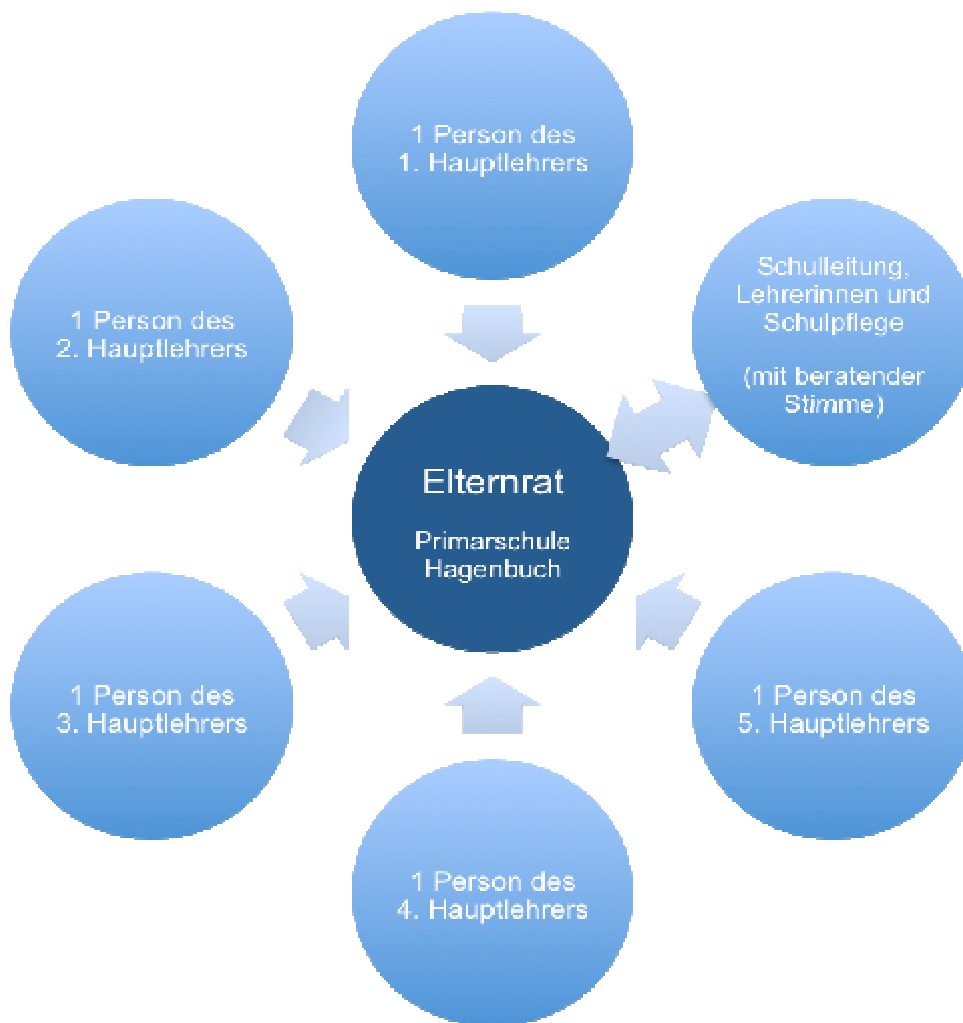 1 Person des
1. Hauptlehrers
Schulleitung,
Lehrerinnen und
Schulpflege
(mit beratender
Stimme)
1 Person des
2. Hauptlehrers
Elternrat
Primarschule
Hagenbuch
1 Person des
3. Hauptlehrers
1 Person des
5. Hauptlehrers
1 Person des
4. Hauptlehrers